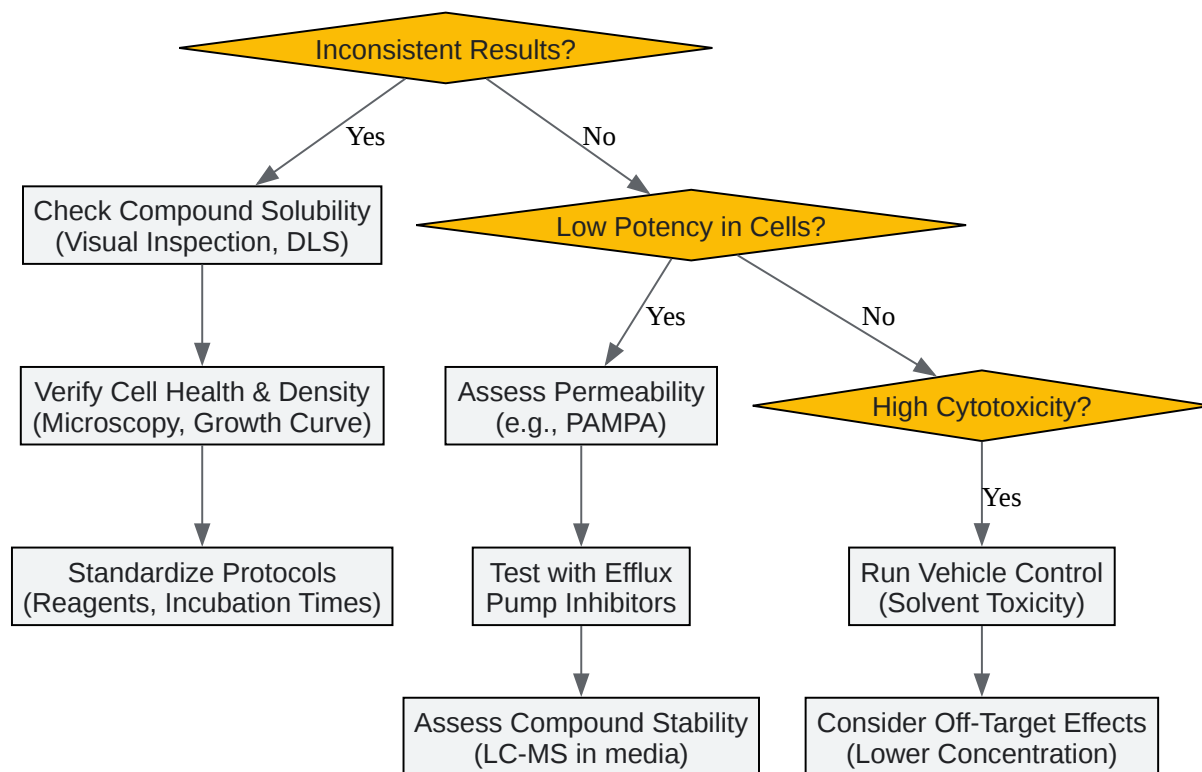 Inconsistent Results?
Yes
No
Check Compound Solubility
(Visual Inspection, DLS)
Low Potency in Cells?
Yes
No
Verify Cell Health & Density
(Microscopy, Growth Curve)
Assess Permeability
(e.g., PAMPA)
High Cytotoxicity?
Yes
Standardize Protocols
(Reagents, Incubation Times)
Test with Efflux
Pump Inhibitors
Run Vehicle Control
(Solvent Toxicity)
Assess Compound Stability
(LC-MS in media)
Consider Off-Target Effects
(Lower Concentration)